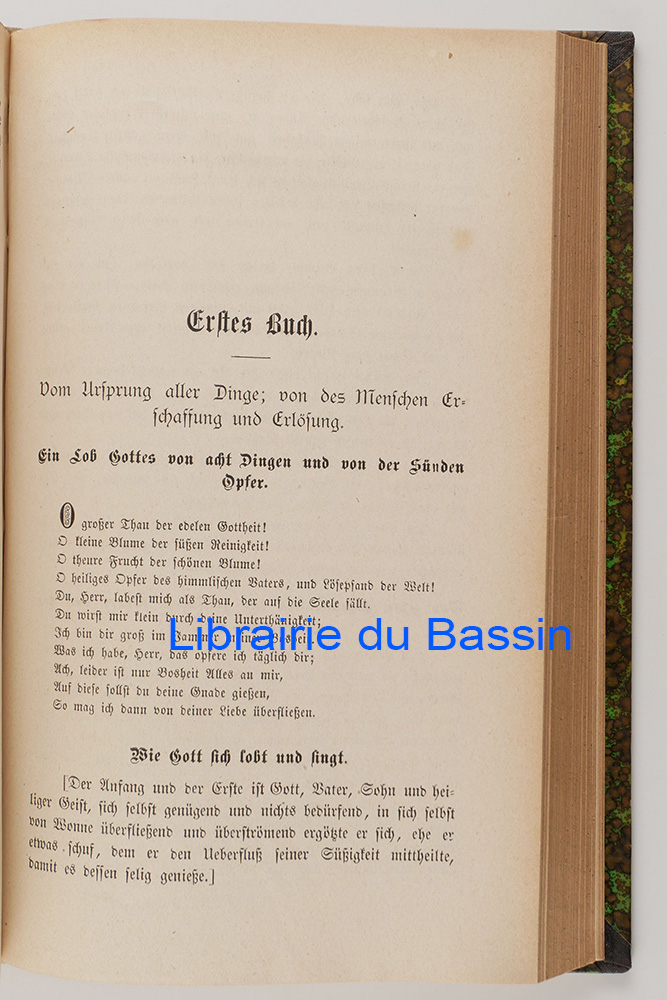 Erstes Buch.
Vom Ursprung aller Dinge; von des Menschen Er-
schaffung und Erlösung.
Ein Lob Gottes von acht Dingen und von der Sünden
Opfer.
O großer Thau der edelen Gottheit!
O kleine Blume der süßen Reinigkeit!
O theure Frucht der schönen Blume!
O heiliges Opfer des himmlischen Vaters, und Lösepfand der Welt!
Du, Herr, labest mich als Thau, der auf die Seele fällt.
Du wirst mir klein durch deine Unterthänigkeit;
Ich bin dir groß im Jammer meiner Bosheit
Librairie du Bassin
Was ich habe, Herr, das opfere ich täglich dir;
Ach, leider ist nur Bosheit Alles an mir,
Auf diese sollst du deine Gnade gießen,
So mag ich dann von deiner Liebe überfließen.
Wie Gott sich lobt und singt.
[Der Anfang und der Erste ist Gott, Vater, Sohn und hei-
liger Geist, sich selbst genügend und nichts bedürfend, in sich selbst
von Wonne überfließend und überströmend ergötzte er sich, ehe er
etwas schuf, dem er den Ueberfluß seiner Süßigkeit mittheilte,
damit es dessen selig genieße.]